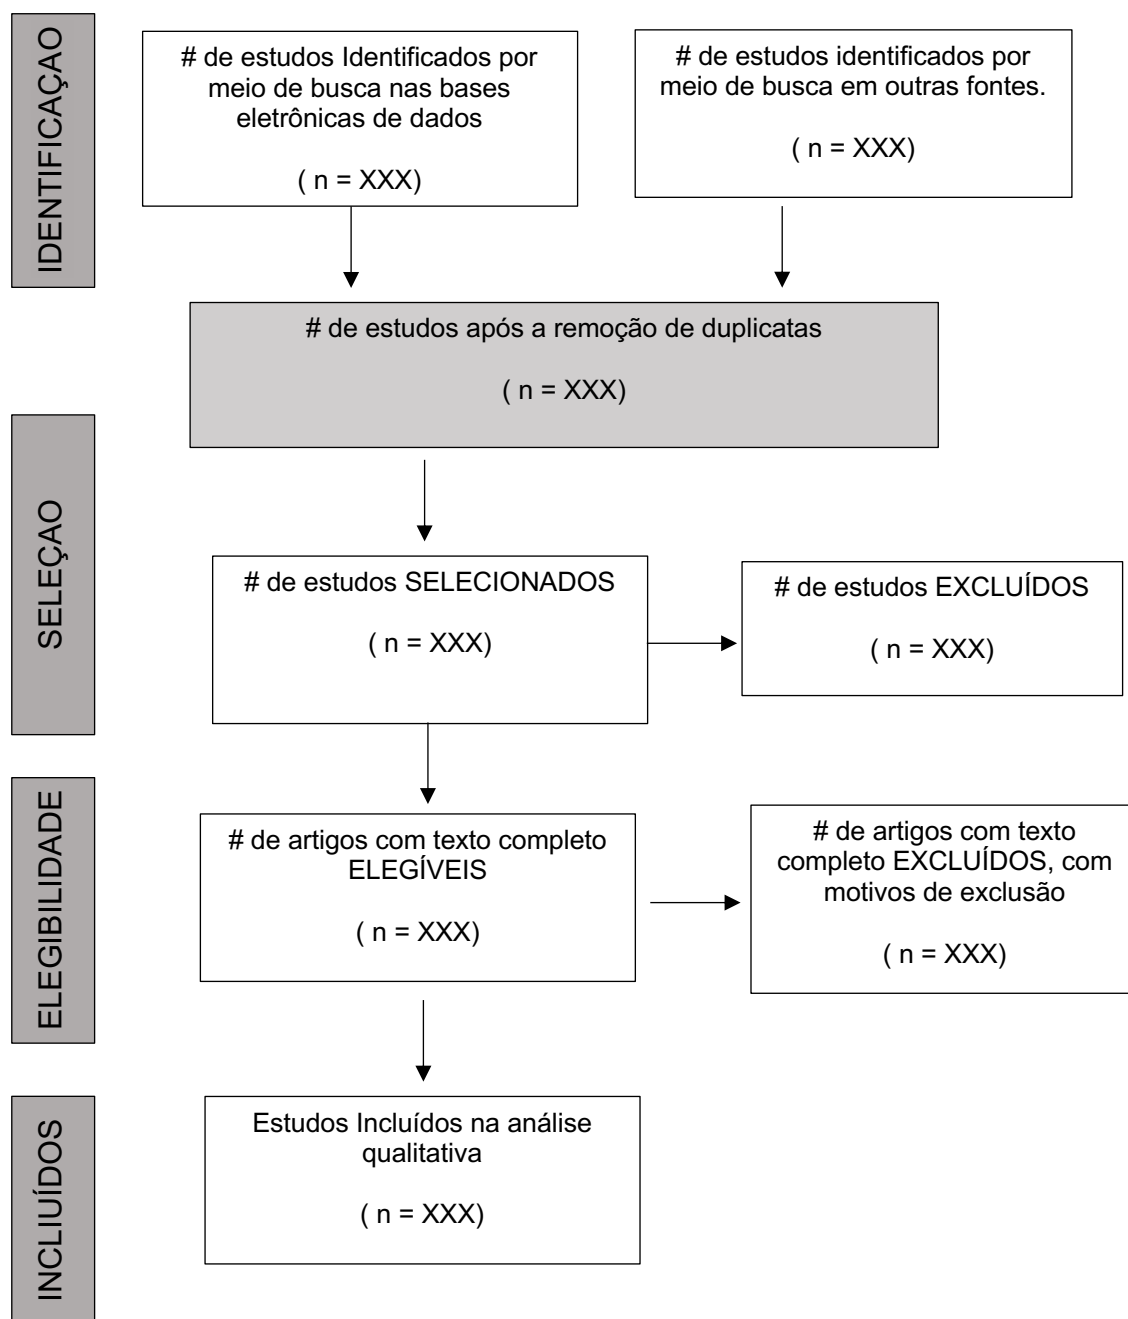 IDENTIFICAÇAO
# de estudos Identificados por
meio de busca nas bases
eletrônicas de dados
( n = XXX)
# de estudos identificados por
meio de busca em outras fontes.
( n = XXX)
# de estudos após a remoção de duplicatas
( n = XXX)
SELEÇAO
# de estudos SELECIONADOS
( n = XXX)
# de estudos EXCLUÍDOS
( n = XXX)
ELEGIBILIDADE
# de artigos com texto completo
ELEGÍVEIS
( n = XXX)
# de artigos com texto
completo EXCLUÍDOS, com
motivos de exclusão
( n = XXX)
INCLIUÍDOS
Estudos Incluídos na análise
qualitativa
( n = XXX)